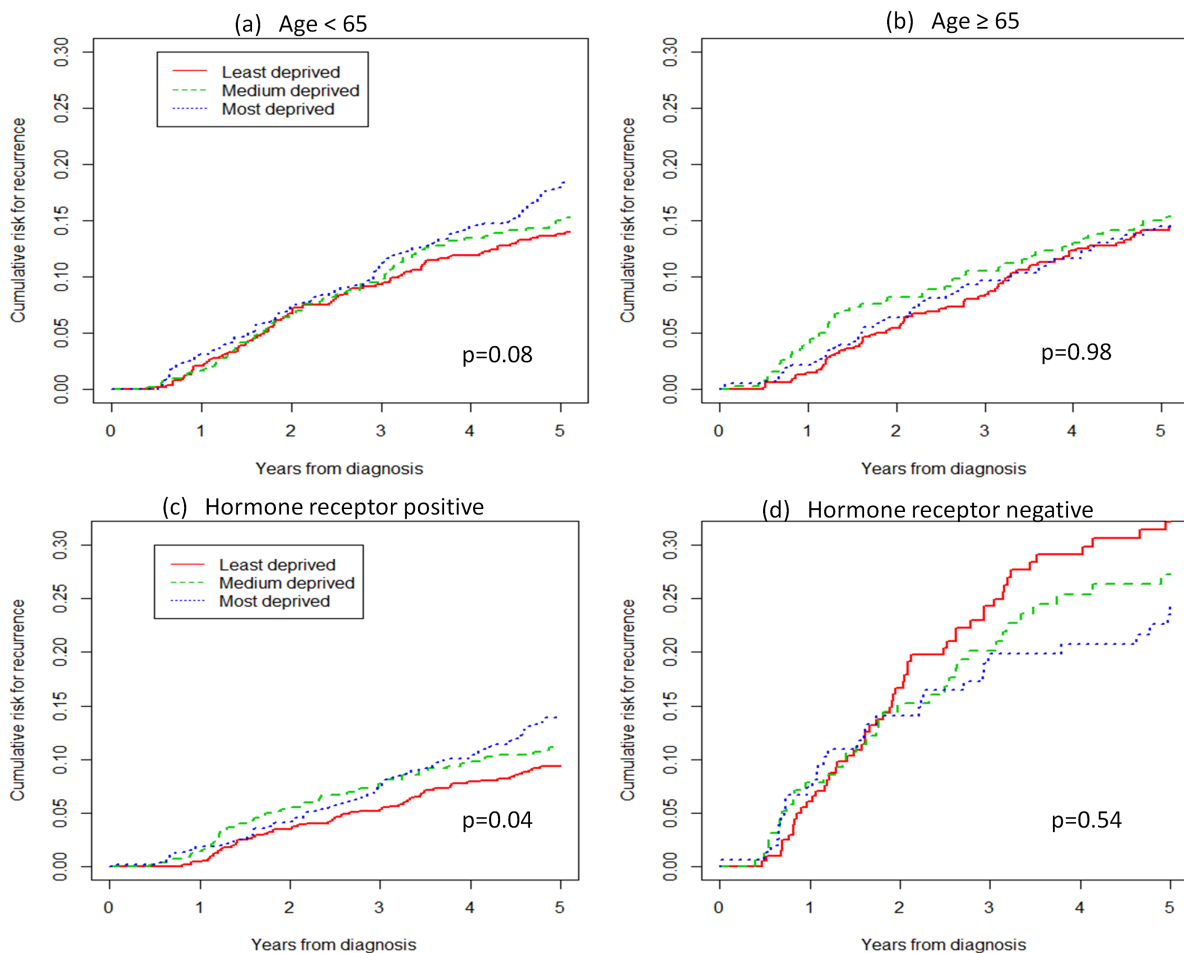 (a) Age < 65
Cumulative risk for recurrence
0.00 0.05 0.10 0.15 0.20 0.25 0.30
Least deprived
Medium deprived
Most deprived
p=0.08
0 1 2 3 4 5
Years from diagnosis
(b) Age ≥ 65
Cumulative risk for recurrence
0.00 0.05 0.10 0.15 0.20 0.25 0.30
p=0.98
0 1 2 3 4 5
Years from diagnosis
(c) Hormone receptor positive
Cumulative risk for recurrence
0.00 0.05 0.10 0.15 0.20 0.25 0.30
Least deprived
Medium deprived
Most deprived
p=0.04
0 1 2 3 4 5
Years from diagnosis
(d) Hormone receptor negative
Cumulative risk for recurrence
0.00 0.05 0.10 0.15 0.20 0.25 0.30
p=0.54
0 1 2 3 4 5
Years from diagnosis